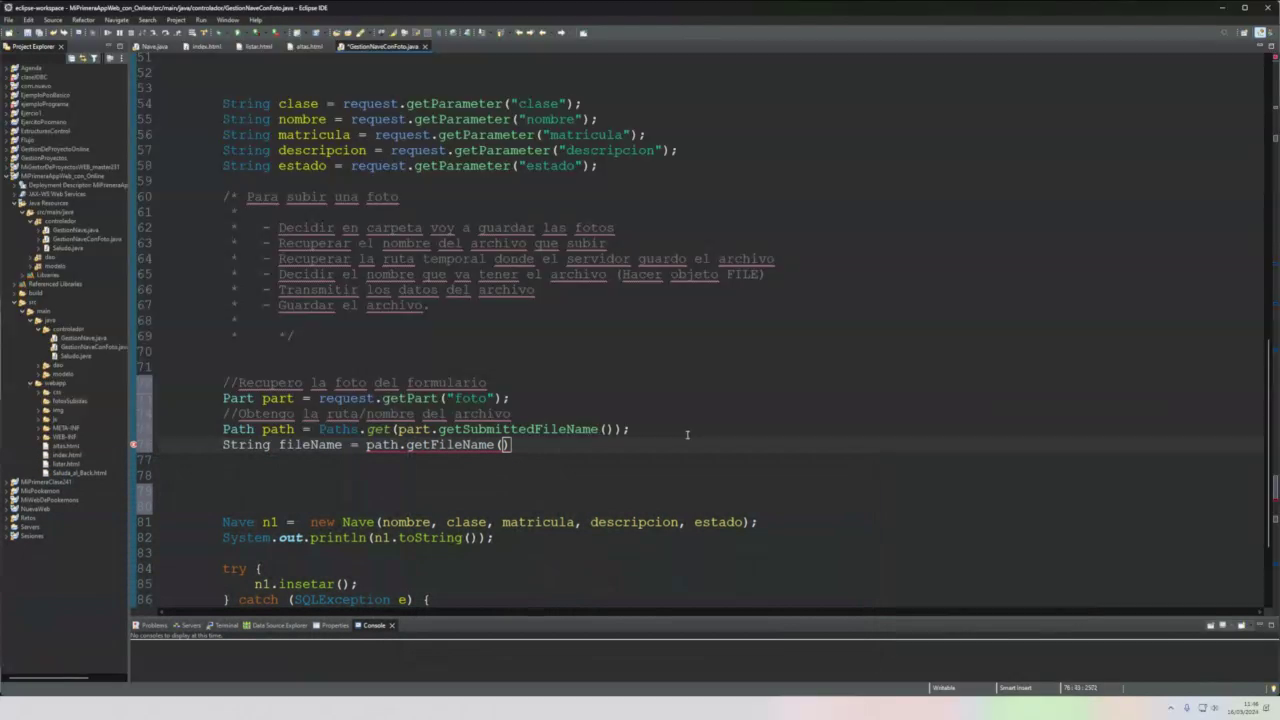 eclipse-workspace - MiPrimeraAppWeb_con_Online/src/main/java/controlador/GestionNaveConFoto.java - Eclipse IDE
File Edit Source Refactor Navigate Search Project Run Window Help
Project Explorer
Nave.java index.html listar.html altas.html *GestionNaveConFoto.java
Agenda
claseJDBC
com.nuevo
EjemploPooBasico
ejemploPrograma
Ejercio1
EjercitoPiromano
EstructuresControl
Flujo
GestionDeProyectoOnline
GestionProyectos
MiGestorDeProyectosWEB_master231
MiPrimeraAppWeb_con_Online
Deployment Descriptor: MiPrimeraAp
JAX-WS Web Services
Java Resources
src/main/java
controlador
GestionNave.java
GestionNaveConFoto.java
Saludo.java
dao
modelo
Libraries
Referenced Libraries
build
src
main
java
controlador
GestionNave.java
GestionNaveConFoto.java
Saludo.java
dao
modelo
webapp
css
fotosSubidas
img
js
META-INF
WEB-INF
altas.html
index.html
listar.html
Saluda_el_Back.html
MiPrimeraClase241
MisPookemon
MiWebDePookemons
NuevaWeb
Retos
Servers
Sesiones
51
52
53
54 String clase = request.getParameter("clase");
55 String nombre = request.getParameter("nombre");
56 String matricula = request.getParameter("matricula");
57 String descripcion = request.getParameter("descripcion");
58 String estado = request.getParameter("estado");
59
60 /* Para subir una foto
61 *
62 * - Decidir en carpeta voy a guardar las fotos
63 * - Recuperar el nombre del archivo que subir
64 * - Recuperar la ruta temporal donde el servidor guardo el archivo
65 * - Decidir el nombre que va tener el archivo (Hacer objeto FILE)
66 * - Transmitir los datos del archivo
67 * - Guardar el archivo.
68 *
69 * */
70
71
72 //Recupero la foto del formulario
73 Part part = request.getPart("foto");
74 //Obtengo la ruta/nombre del archivo
75 Path path = Paths.get(part.getSubmittedFileName());
76 String fileName = path.getFileName()
77
78
79
80
81 Nave n1 = new Nave(nombre, clase, matricula, descripcion, estado);
82 System.out.println(n1.toString());
83
84 try {
85 n1.insetar();
86 } catch (SQLException e) {
Problems Servers Terminal Data Source Explorer Properties Console
No consoles to display at this time.
Writable Smart Insert
11:46
18/03/2024